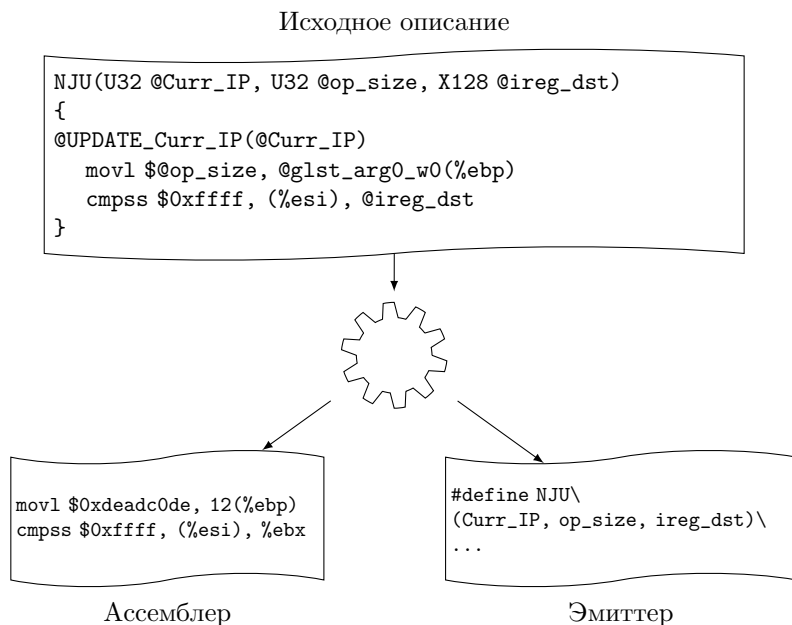 Исходное описание
NJU(U32 @Curr_IP, U32 @op_size, X128 @ireg_dst)
{
@UPDATE_Curr_IP(@Curr_IP)
movl $@op_size, @glst_arg0_w0(%ebp)
cmpss $0xffff, (%esi), @ireg_dst
}
movl $0xdeadc0de, 12(%ebp)
cmpss $0xffff, (%esi), %ebx
Ассемблер
#define NJU\
(Curr_IP, op_size, ireg_dst)\
...
Эмиттер